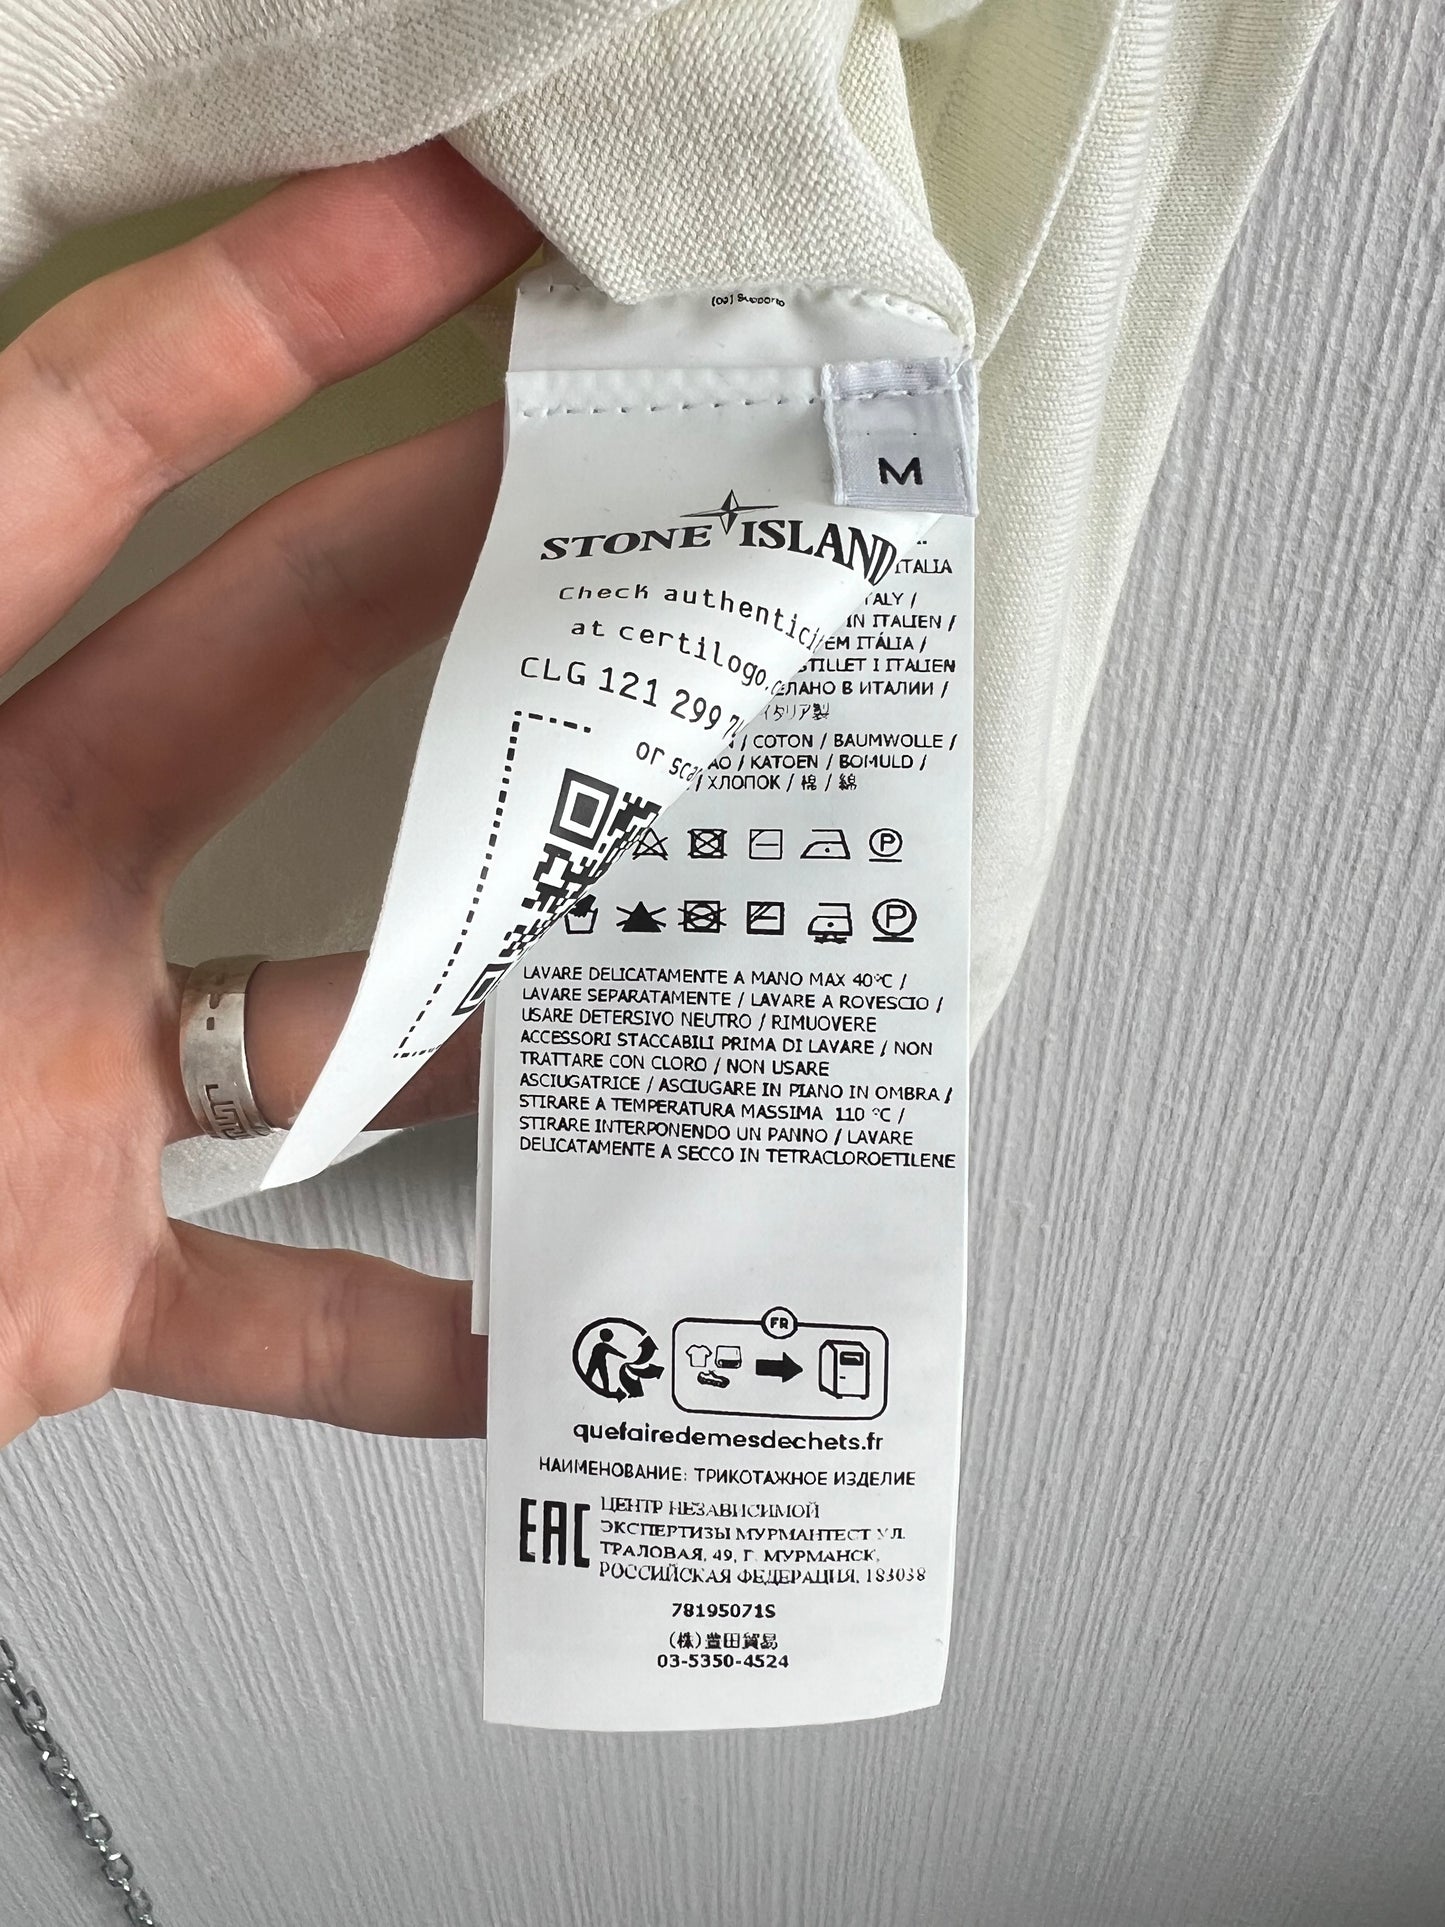 M
STONE ISLAND
ITALIA
Check
at certilogo.
CLG 121 299
or
IN ITALIEN /
EM ITÁLIA /
I ITALIEN
В ИТАЛИИ /
イタリア製
/ COTON / BAUMWOLLE /
/ KATOEN / BOMULD /
/ ХЛОПОК / 棉 / 綿
P
P
LAVARE DELICATAMENTE A MANO MAX 40°C /
LAVARE SEPARATAMENTE / LAVARE A ROVESCIO /
USARE DETERSIVO NEUTRO / RIMUOVERE
ACCESSORI STACCABILI PRIMA DI LAVARE / NON
TRATTARE CON CLORO / NON USARE
ASCIUGATRICE / ASCIUGARE IN PIANO IN OMBRA /
STIRARE A TEMPERATURA MASSIMA 110 °C /
STIRARE INTERPONENDO UN PANNO / LAVARE
DELICATAMENTE A SECCO IN TETRACLOROETILENE
FR
quefairedemesdechets.fr
НАИМЕНОВАНИЕ: ТРИКОТАЖНОЕ ИЗДЕЛИЕ
EAC
ЦЕНТР НЕЗАВИСИМОЙ
ЭКСПЕРТИЗЫ МУРМАНТЕСТ УЛ.
ТРАЛОВАЯ, 49, Г. МУРМАНСК,
РОССИЙСКАЯ ФЕДЕРАЦИЯ, 183038
78195071S
(株)豊田貿易
03-5350-4524